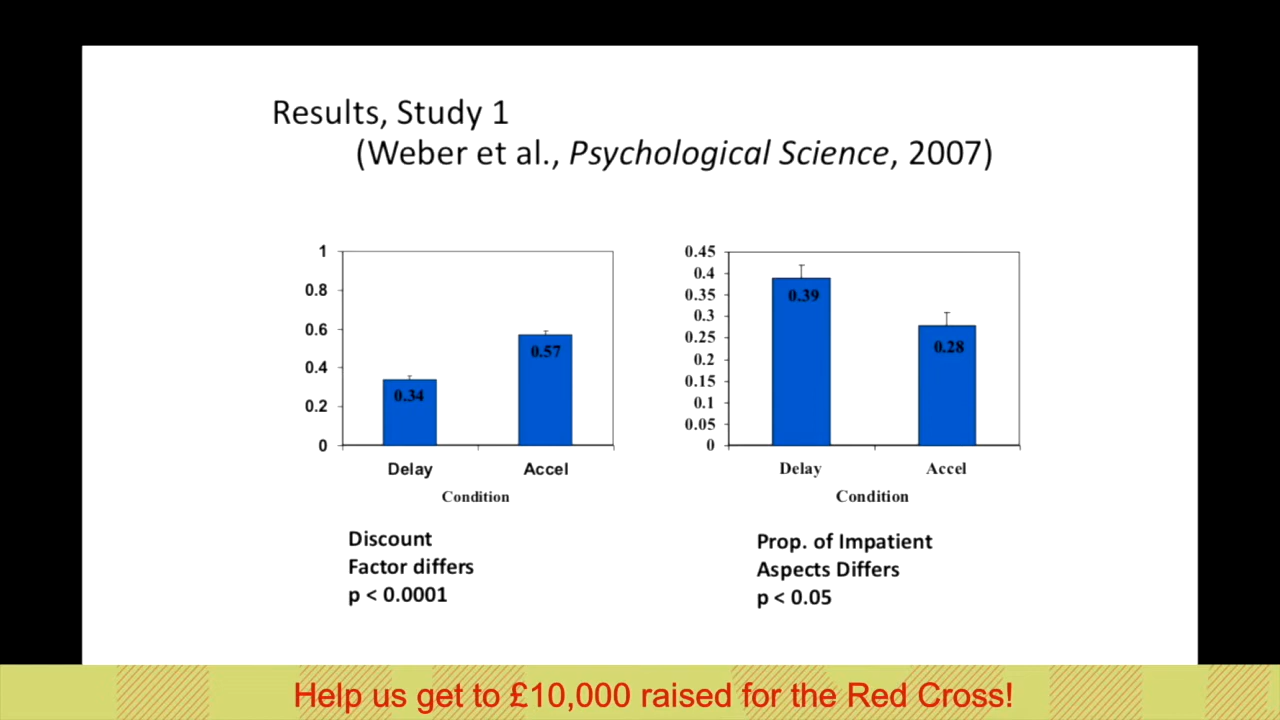 Results, Study 1
(Weber et al., Psychological Science, 2007)
1
0.8
0.6
0.4
0.2
0
0.34
0.57
Delay Accel
Condition
Discount
Factor differs
p < 0.0001
0.45
0.4
0.35
0.3
0.25
0.2
0.15
0.1
0.05
0
0.39
0.28
Delay Accel
Condition
Prop. of Impatient
Aspects Differs
p < 0.05
Help us get to £10,000 raised for the Red Cross!